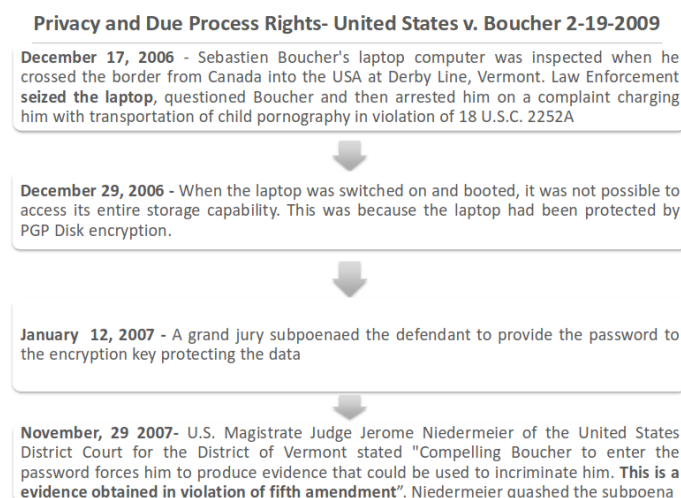 Privacy and Due Process Rights- United States v. Boucher 2-19-2009
December 17, 2006 - Sebastien Boucher's laptop computer was inspected when he
crossed the border from Canada into the USA at Derby Line, Vermont. Law Enforcement
seized the laptop, questioned Boucher and then arrested him on a complaint charging
him with transportation of child pornography in violation of 18 U.S.C. 2252A
December 29, 2006 - When the laptop was switched on and booted, it was not possible to
access its entire storage capability. This was because the laptop had been protected by
PGP Disk encryption.
January 12, 2007 - A grand jury subpoenaed the defendant to provide the password to
the encryption key protecting the data
November, 29 2007- U.S. Magistrate Judge Jerome Niedermeier of the United States
District Court for the District of Vermont stated "Compelling Boucher to enter the
password forces him to produce evidence that could be used to incriminate him. This is a
evidence obtained in violation of fifth amendment”. Niedermeier quashed the subpoena